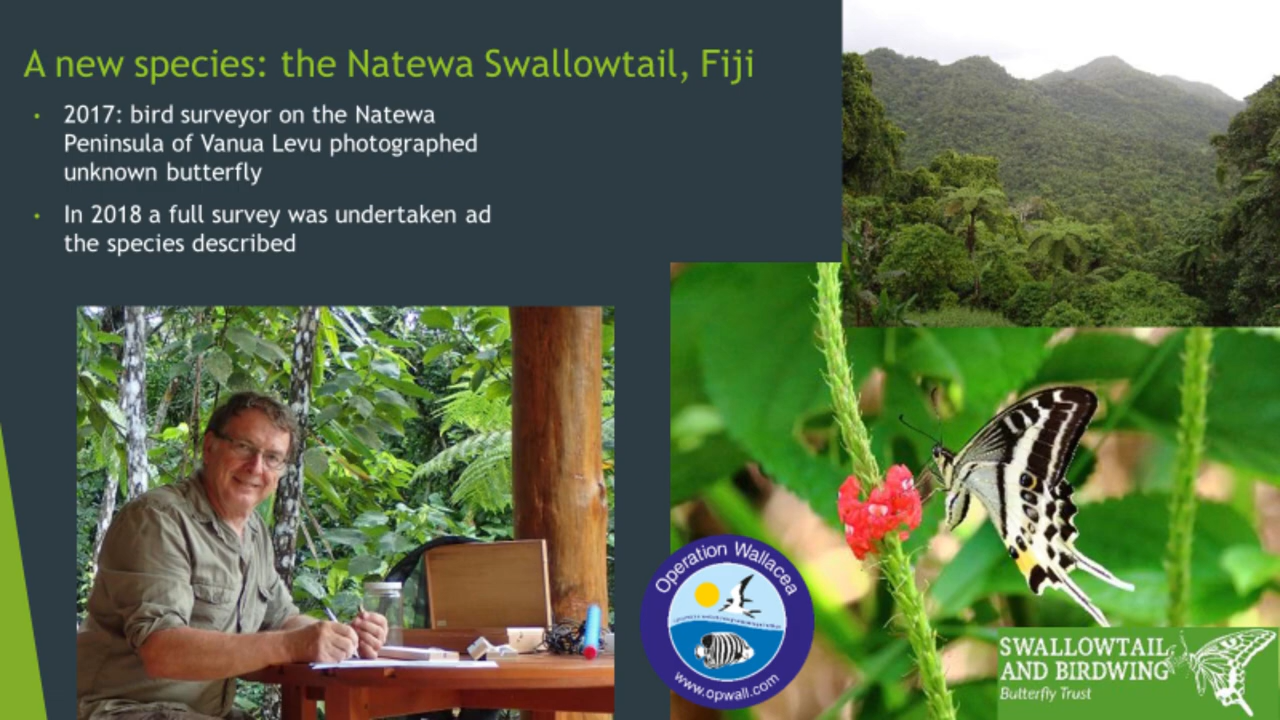 A new species: the Natewa Swallowtail, Fiji
2017: bird surveyor on the Natewa
Peninsula of Vanua Levu photographed
unknown butterfly
In 2018 a full survey was undertaken ad
the species described
Operation Wallacea
www.opwall.com
SWALLOWTAIL
AND BIRDWING
Butterfly Trust